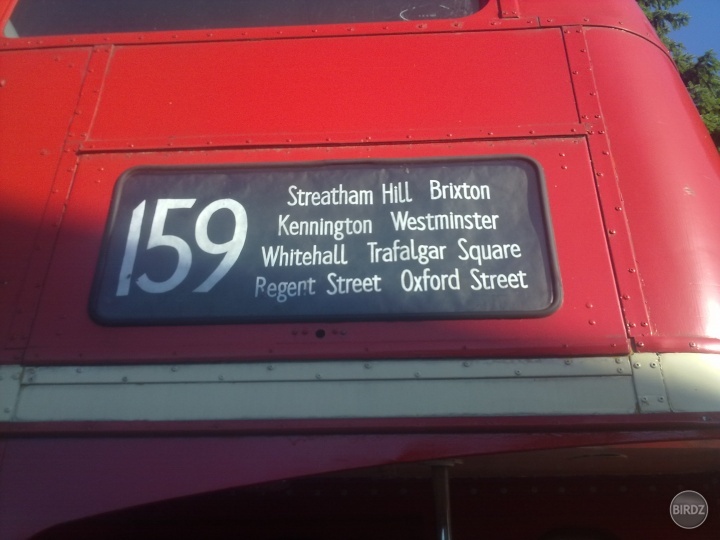 159
Streatham Hill Brixton
Kennington Westminster
Whitehall Trafalgar Square
Regent Street Oxford Street
BIRDZ